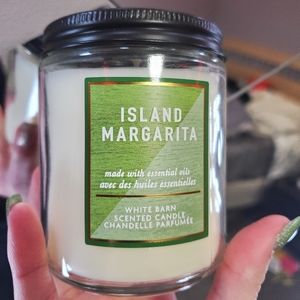 ISLAND
MARGARITA
made with essential oils
avec des huiles essentielles
WHITE BARN
SCENTED CANDLE
CHANDELLE PARFUMÉE